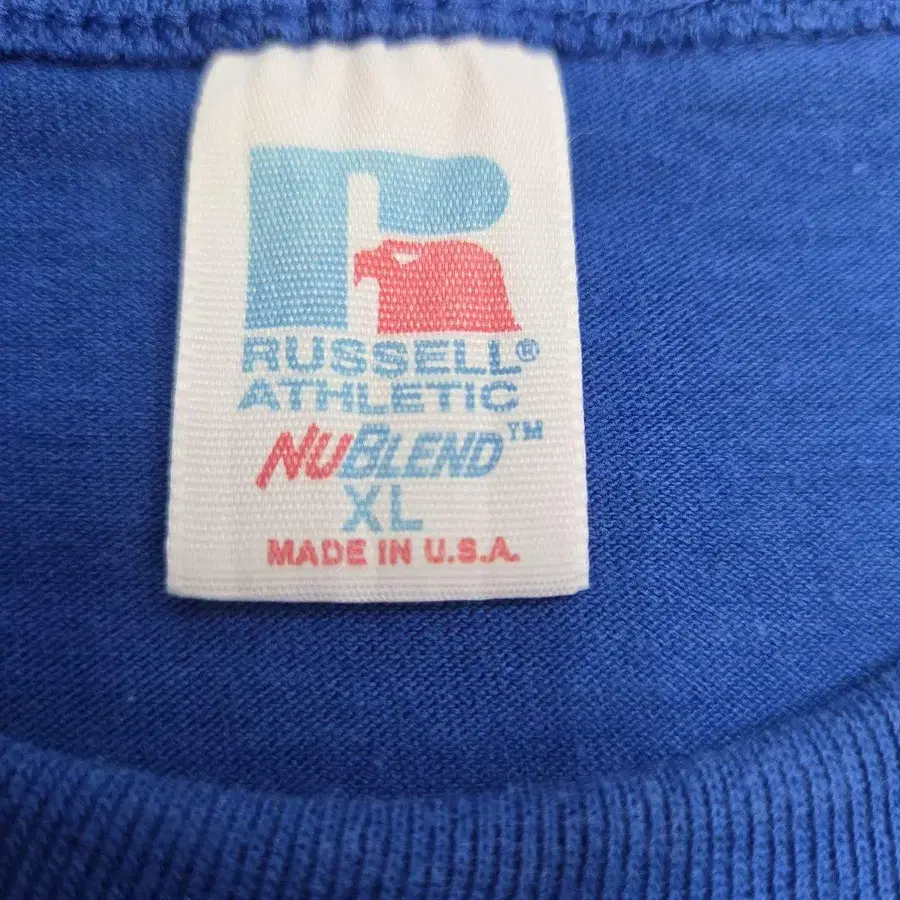 RUSSELL®
ATHLETIC
NUBLEND™
XL
MADE IN U.S.A.